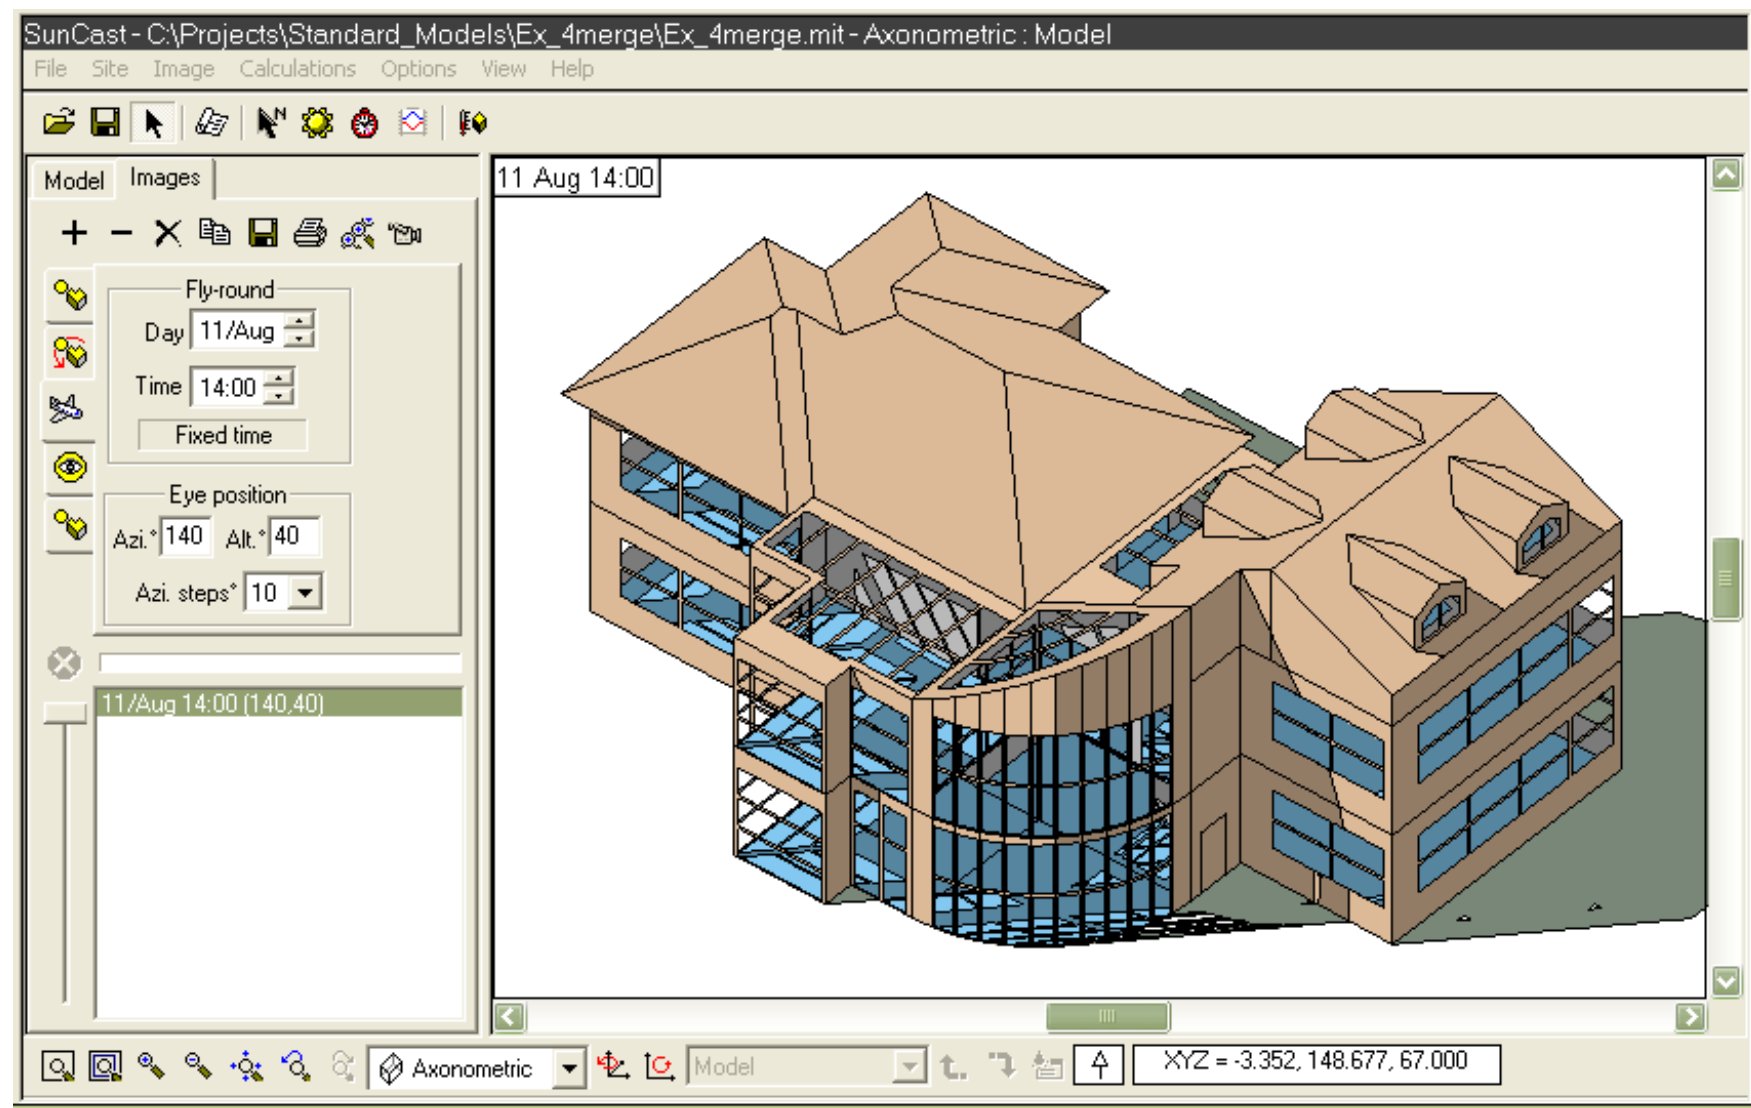 SunCast - C:\Projects\Standard_Models\Ex_4merge\Ex_4merge.mit - Axonometric : Model
File Site Image Calculations Options View Help
N
Model Images
11 Aug 14:00
Fly-round
Day 11/Aug
Time 14:00
Fixed time
Eye position
Azi.° 140 Alt.° 40
Azi. steps° 10
11/Aug 14:00 (140,40)
Axonometric Model XYZ = -3.352, 148.677, 67.000